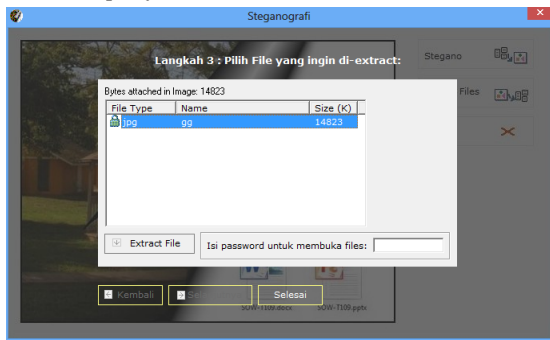 Steganografi
Langkah 3 : Pilih File yang ingin di-extract:
Stegano
Files
Bytes attached in Image: 14823
File Type Name Size (K)
jpg gg 14823
Extract File
Isi password untuk membuka files:
Kembali
Selesai
SOW-T109.docx
SOW-T109.pptx